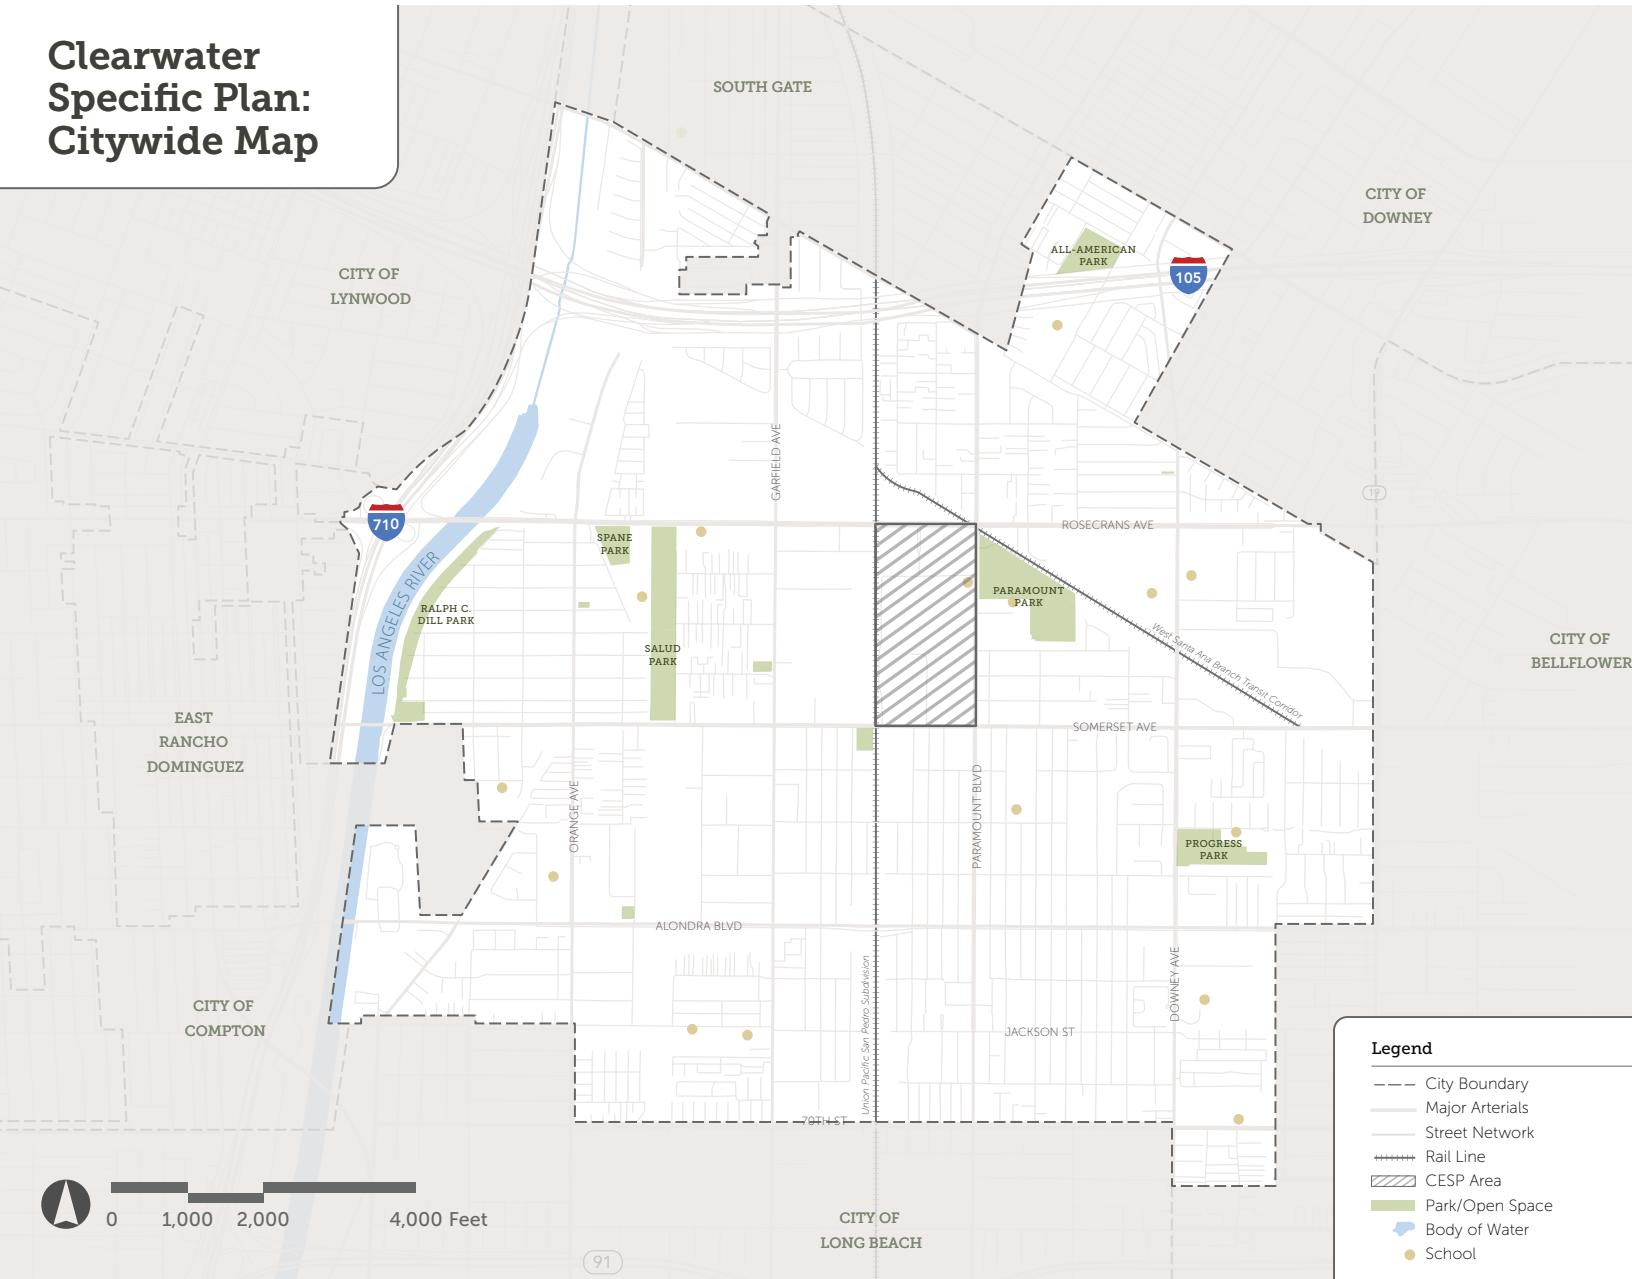 Clearwater
Specific Plan:
Citywide Map
SOUTH GATE
CITY OF
DOWNEY
CITY OF
LYNWOOD
ALL-AMERICAN
PARK
105
GARFIELD AVE
19
710
ROSECRANS AVE
SPANE
PARK
LOS ANGELES RIVER
RALPH C.
DILL PARK
PARAMOUNT
PARK
SALUD
PARK
West Santa Ana Branch Transit Corridor
CITY OF
BELLFLOWER
EAST
RANCHO
DOMINGUEZ
SOMERSET AVE
ORANGE AVE
PARAMOUNT BLVD
PROGRESS
PARK
ALONDRA BLVD
Union Pacific San Pedro Subdivision
DOWNEY AVE
CITY OF
COMPTON
JACKSON ST
70TH ST
CITY OF
LONG BEACH
91
0 1,000 2,000 4,000 Feet
Legend
City Boundary
Major Arterials
Street Network
Rail Line
CESP Area
Park/Open Space
Body of Water
School